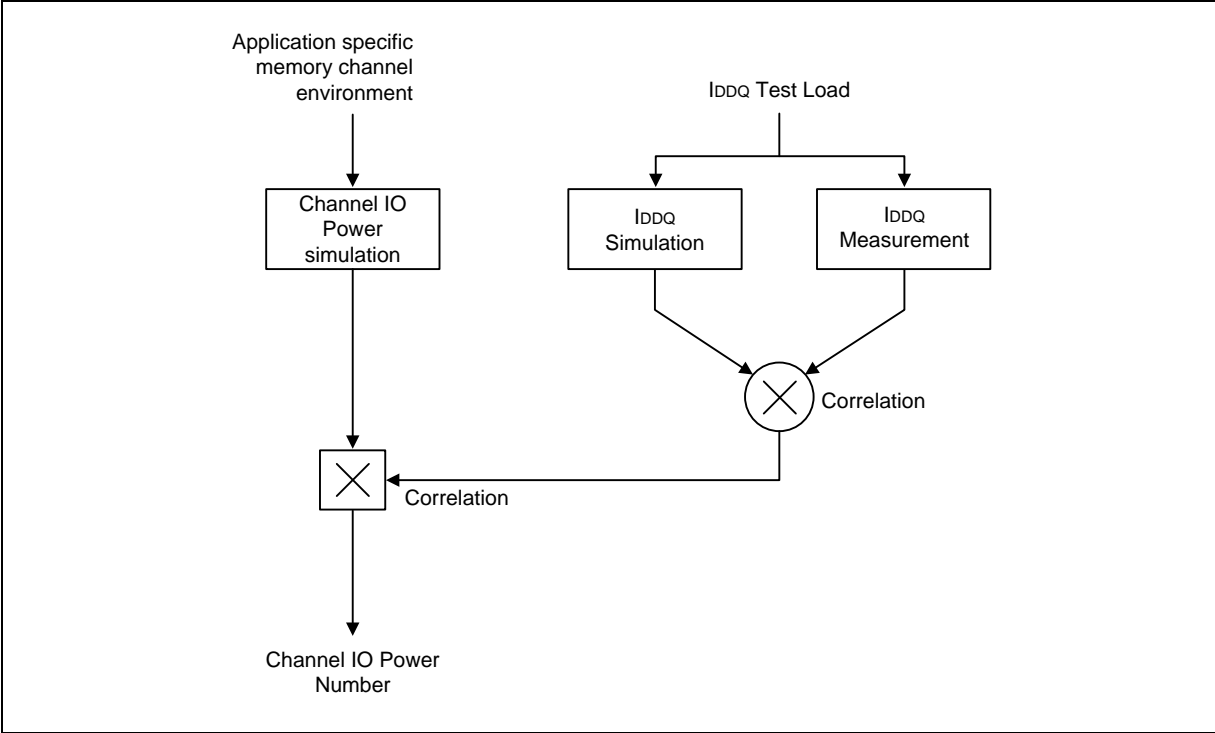 Application specific
memory channel
environment
IDDQ Test Load
Channel IO
Power
simulation
IDDQ
Simulation
IDDQ
Measurement
Correlation
Correlation
Channel IO Power
Number